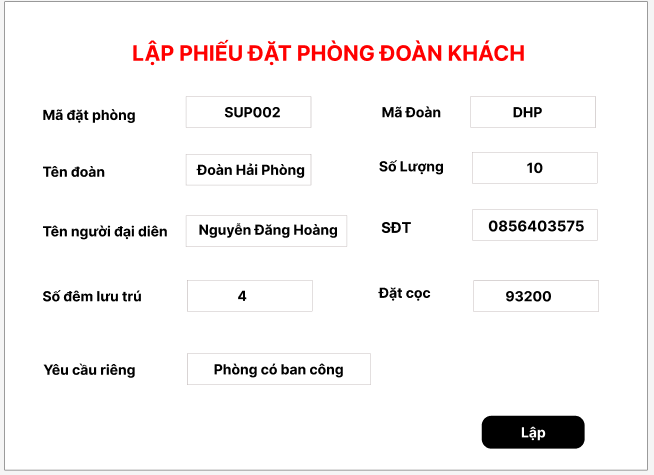 LẬP PHIẾU ĐẶT PHÒNG ĐOÀN KHÁCH
Mã đặt phòng SUP002 Mã Đoàn DHP
Tên đoàn Đoàn Hải Phòng Số Lượng 10
Tên người đại diên Nguyễn Đăng Hoàng SĐT 0856403575
Số đêm lưu trú 4 Đặt cọc 93200
Yêu cầu riêng Phòng có ban công
Lập